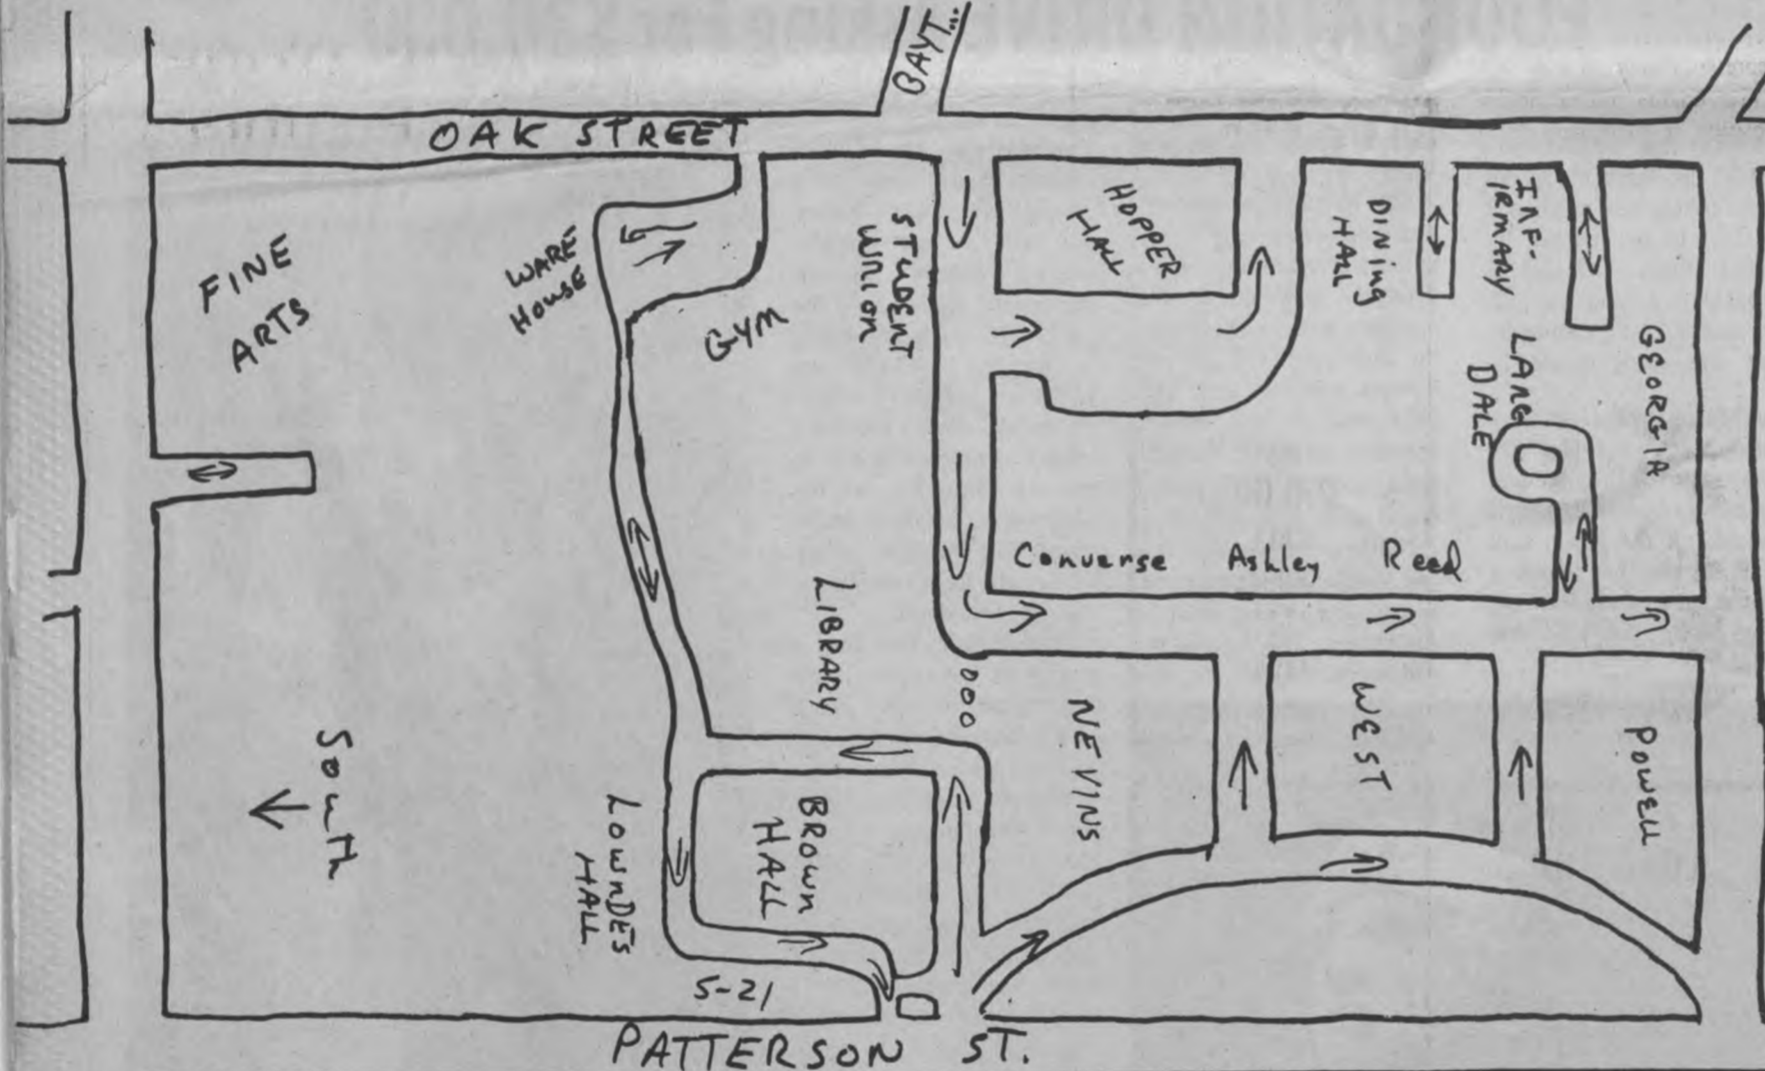 BAYT...
OAK STREET
FINE
ARTS
WARE
HOUSE
GYM
STUDENT
UNION
HOPPER
HALL
DINING
HALL
INF-
IRMARY
LANG
DALE
GEORGIA
Converse Ashley Reed
LIBRARY
NEVINS
WEST
POWELL
South
LOWNDES
HALL
BROWN
HALL
S-21
PATTERSON ST.